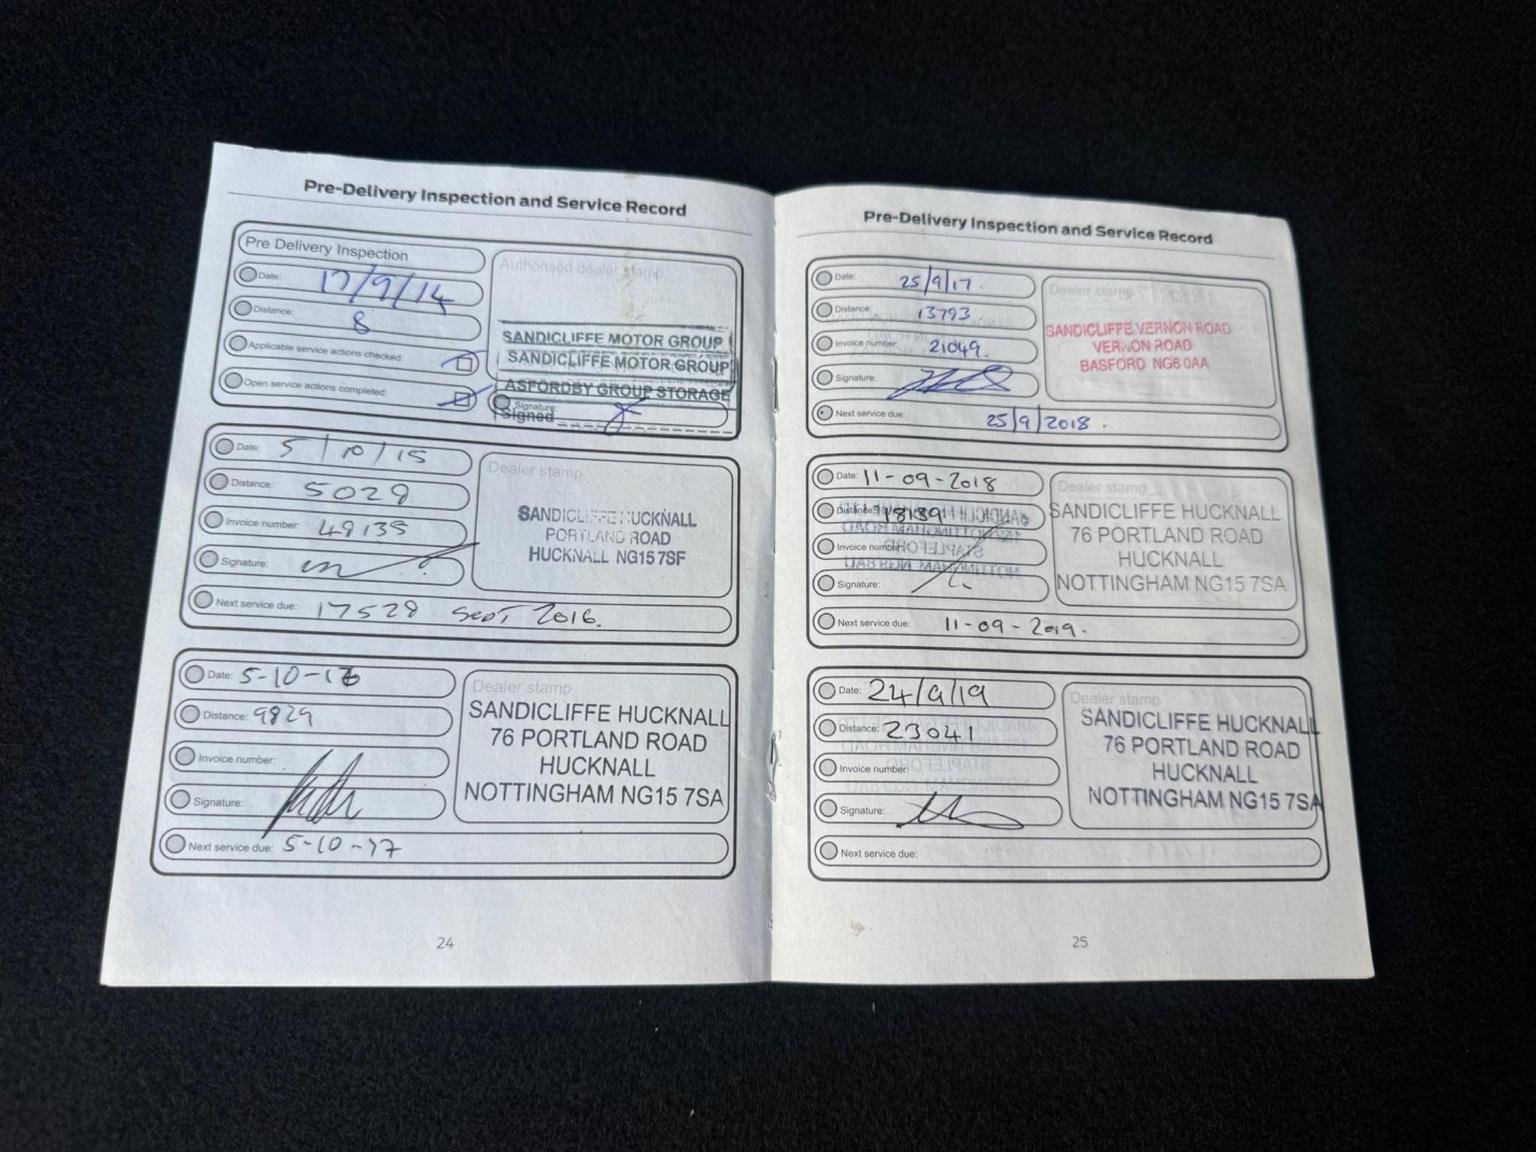 Pre-Delivery Inspection and Service Record
Pre Delivery Inspection
Date: 17/9/14
Distance: 8
Applicable service actions checked:
Open service actions completed:
Authorised dealer stamp
SANDICLIFFE MOTOR GROUP
SANDICLIFFE MOTOR GROUP
ASFORDBY GROUP STORAGE
Signature:
Signed
Date: 5/10/15
Distance: 5029
Invoice number: 49135
Signature:
Next service due: 17528 Sept 2016.
Dealer stamp
SANDICLIFFE HUCKNALL
PORTLAND ROAD
HUCKNALL NG15 7SF
Date: 5-10-16
Distance: 9829
Invoice number:
Signature:
Next service due: 5-10-17
Dealer stamp
SANDICLIFFE HUCKNALL
76 PORTLAND ROAD
HUCKNALL
NOTTINGHAM NG15 7SA
24
Pre-Delivery Inspection and Service Record
Date: 25/9/17.
Distance: 13793
Invoice number: 21049.
Signature:
Next service due: 25/9/2018.
Dealer stamp
SANDICLIFFE VERNON ROAD
VERNON ROAD
BASFORD NG6 0AA
Date: 11-09-2018
Distance: 18139
Invoice number:
Signature:
Next service due: 11-09-2019.
Dealer stamp
SANDICLIFFE HUCKNALL
76 PORTLAND ROAD
HUCKNALL
NOTTINGHAM NG15 7SA
Date: 24/9/19
Distance: 23041
Invoice number:
Signature:
Next service due:
Dealer stamp
SANDICLIFFE HUCKNALL
76 PORTLAND ROAD
HUCKNALL
NOTTINGHAM NG15 7SA
25